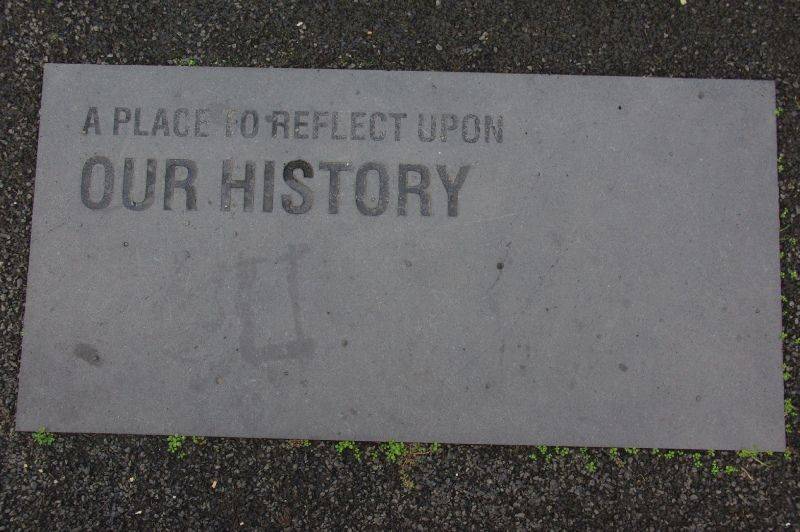 A PLACE TO REFLECT UPON
OUR HISTORY